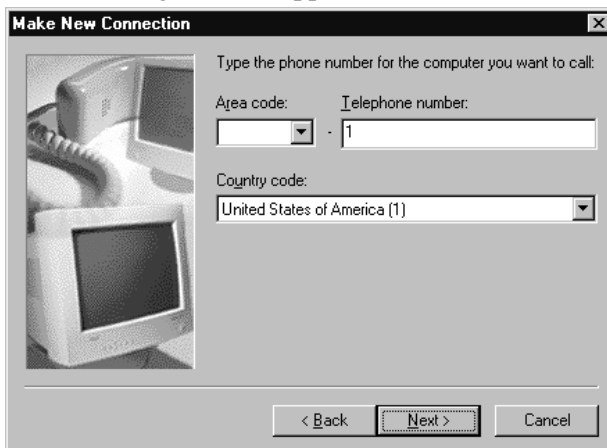 Make New Connection
Type the phone number for the computer you want to call:
Area code: Telephone number:
- 1
Country code:
United States of America (1)
< Back Next > Cancel